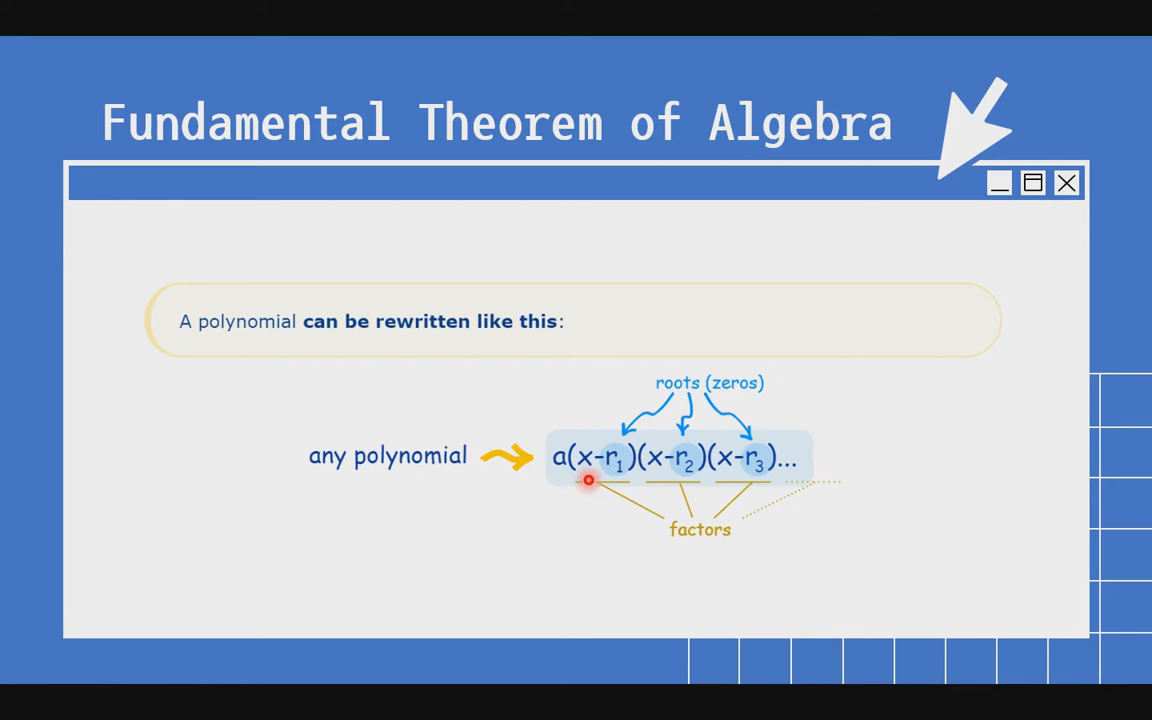 Fundamental Theorem of Algebra
A polynomial can be rewritten like this:
roots (zeros)
any polynomial a(x-r₁)(x-r₂)(x-r₃)...
factors